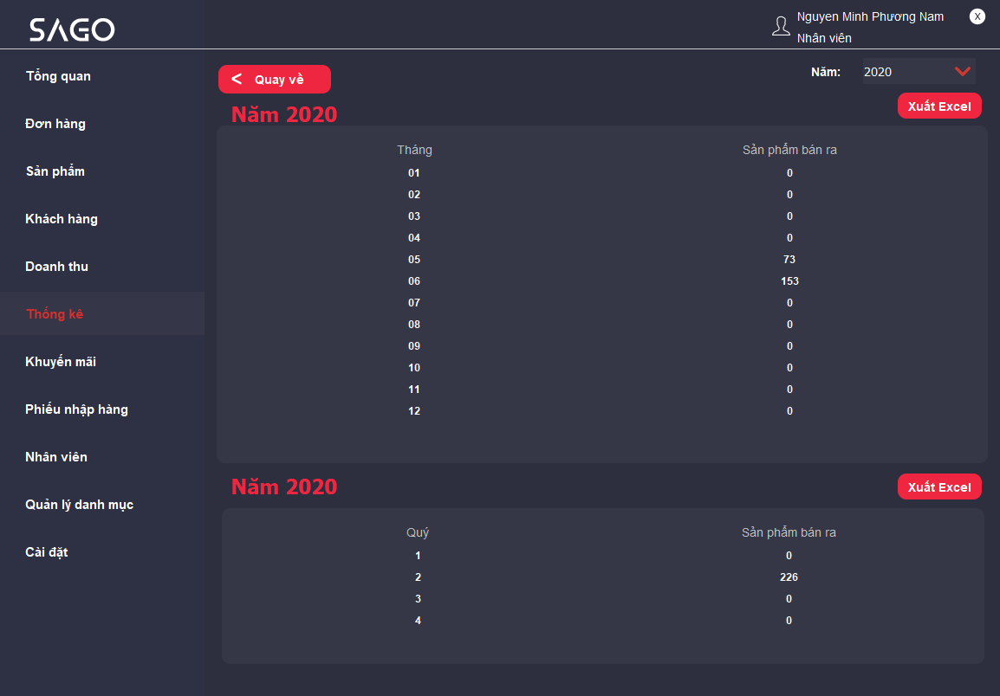 SAGO
Nguyen Minh Phương Nam
X
Nhân viên
Tổng quan
Đơn hàng
Sản phẩm
Khách hàng
Doanh thu
Thống kê
Khuyến mãi
Phiếu nhập hàng
Nhân viên
Quản lý danh mục
Cài đặt
< Quay về
Năm: 2020
Năm 2020
Xuất Excel
Tháng Sản phẩm bán ra
01 0
02 0
03 0
04 0
05 73
06 153
07 0
08 0
09 0
10 0
11 0
12 0
Năm 2020
Xuất Excel
Quý Sản phẩm bán ra
1 0
2 226
3 0
4 0